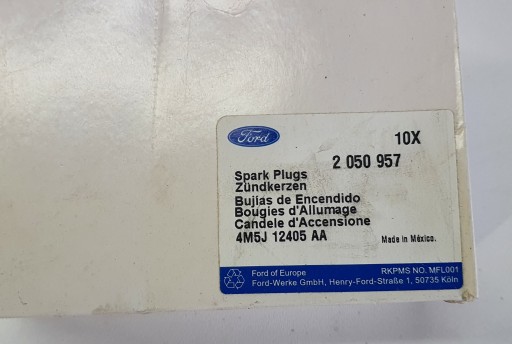 Ford
10X
2 050 957
Spark Plugs
Zündkerzen
Bujias de Encendido
Bougies d'Allumage
Candele d'Accensione
4M5J 12405 AA
Made in México.
Ford of Europe
RKPMS NO. MFL001
Ford-Werke GmbH, Henry-Ford-Straße 1, 50735 Köln